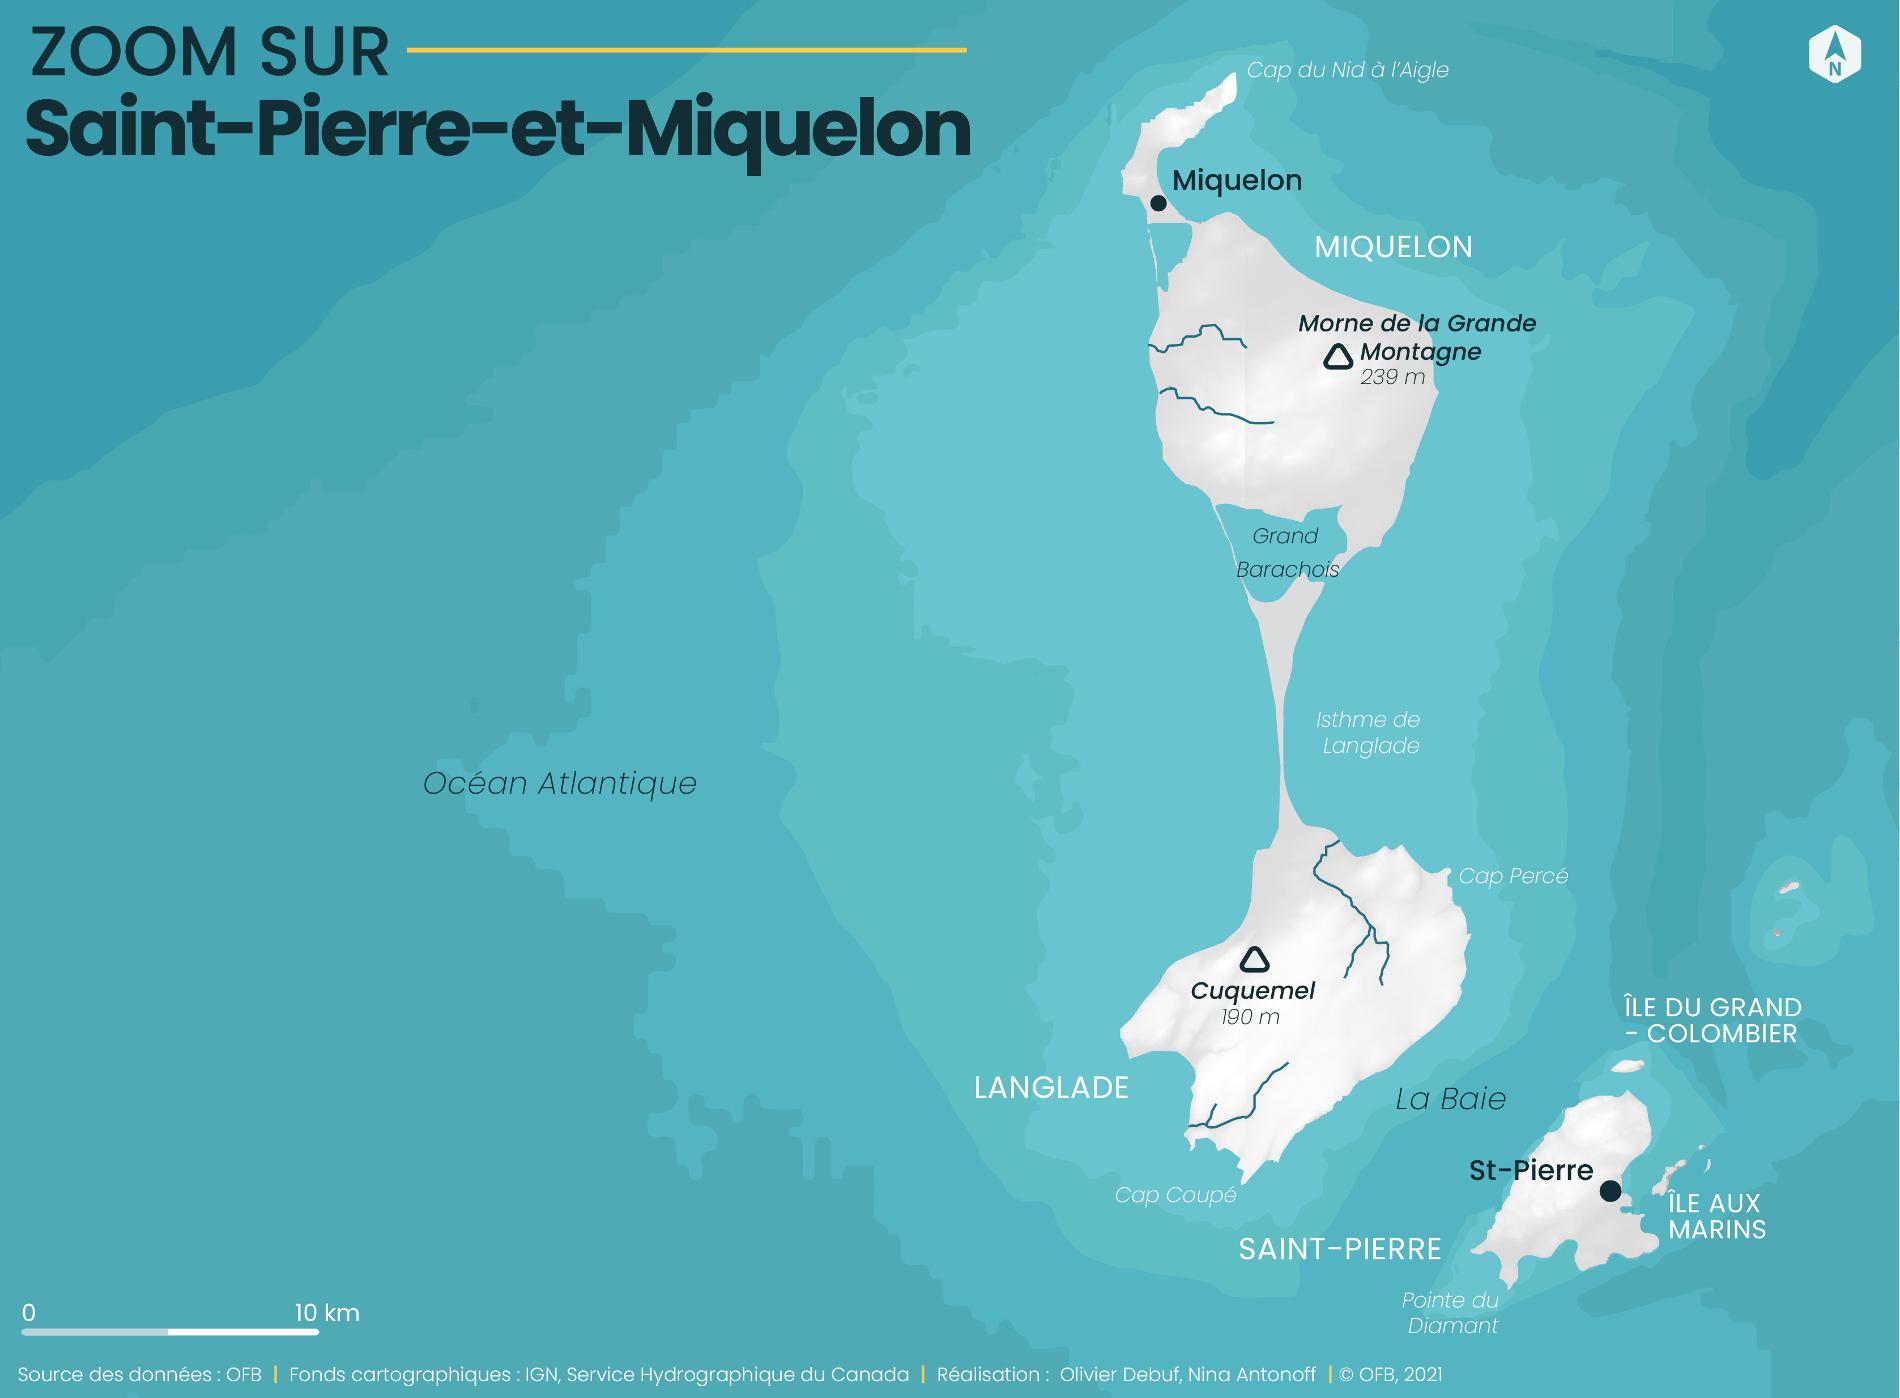 ZOOM SUR
Saint-Pierre-et-Miquelon
N
Cap du Nid à l'Aigle
Miquelon
MIQUELON
Morne de la Grande
Montagne
239 m
Grand
Barachois
Isthme de
Langlade
Océan Atlantique
Cap Percé
Cuquemel
190 m
ÎLE DU GRAND
- COLOMBIER
LANGLADE
La Baie
St-Pierre
Cap Coupé
ÎLE AUX
MARINS
SAINT-PIERRE
Pointe du
Diamant
0 10 km
Source des données : OFB | Fonds cartographiques : IGN, Service Hydrographique du Canada | Réalisation : Olivier Debuf, Nina Antonoff | © OFB, 2021